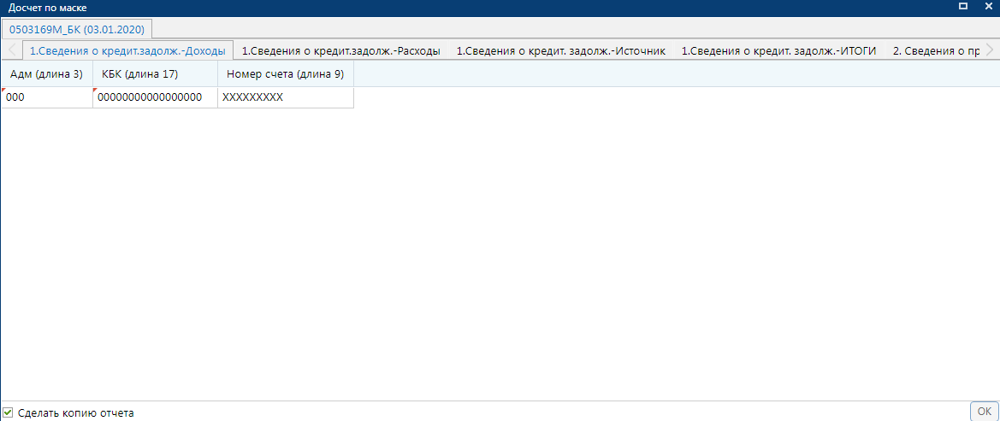 Досчет по маске
0503169М_БК (03.01.2020)
1.Сведения о кредит.задолж.-Доходы 1.Сведения о кредит.задолж.-Расходы 1.Сведения о кредит. задолж.-Источник 1.Сведения о кредит. задолж.-ИТОГИ 2. Сведения о пр
Адм (длина 3) КБК (длина 17) Номер счета (длина 9)
000 00000000000000000 XXXXXXXXX
Сделать копию отчета OK